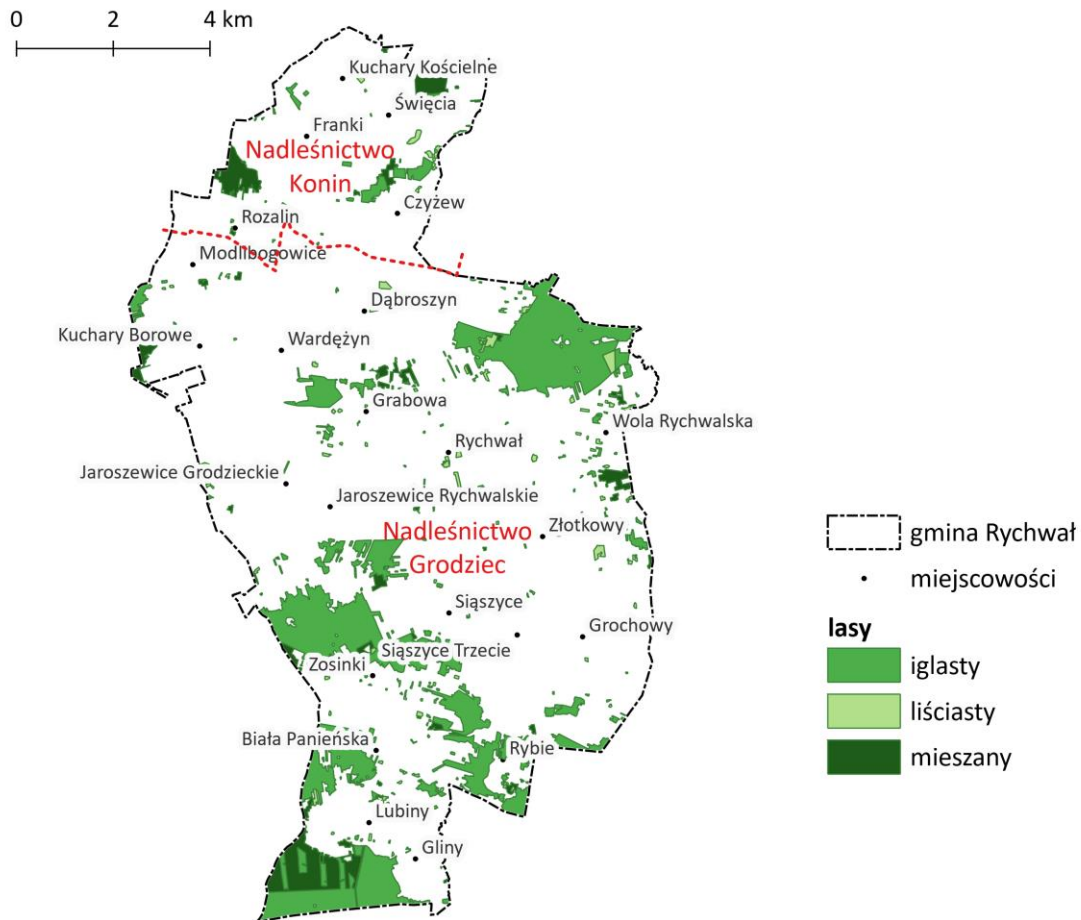 0 2 4 km
Kuchary Kościelne
Święcia
Franki
Nadleśnictwo
Konin
Czyżew
Rozalin
Modlibogowice
Dąbroszyn
Kuchary Borowe
Wardężyn
Grabowa
Wola Rychwalska
Rychwał
Jaroszewice Grodzieckie
Jaroszewice Rychwalskie
Nadleśnictwo
Grodziec
Złotkowy
Siąszyce
Grochowy
Siąszyce Trzecie
Zosinki
Biała Panieńska
Rybie
Lubiny
Gliny
gmina Rychwał
miejscowości
lasy
iglasty
liściasty
mieszany